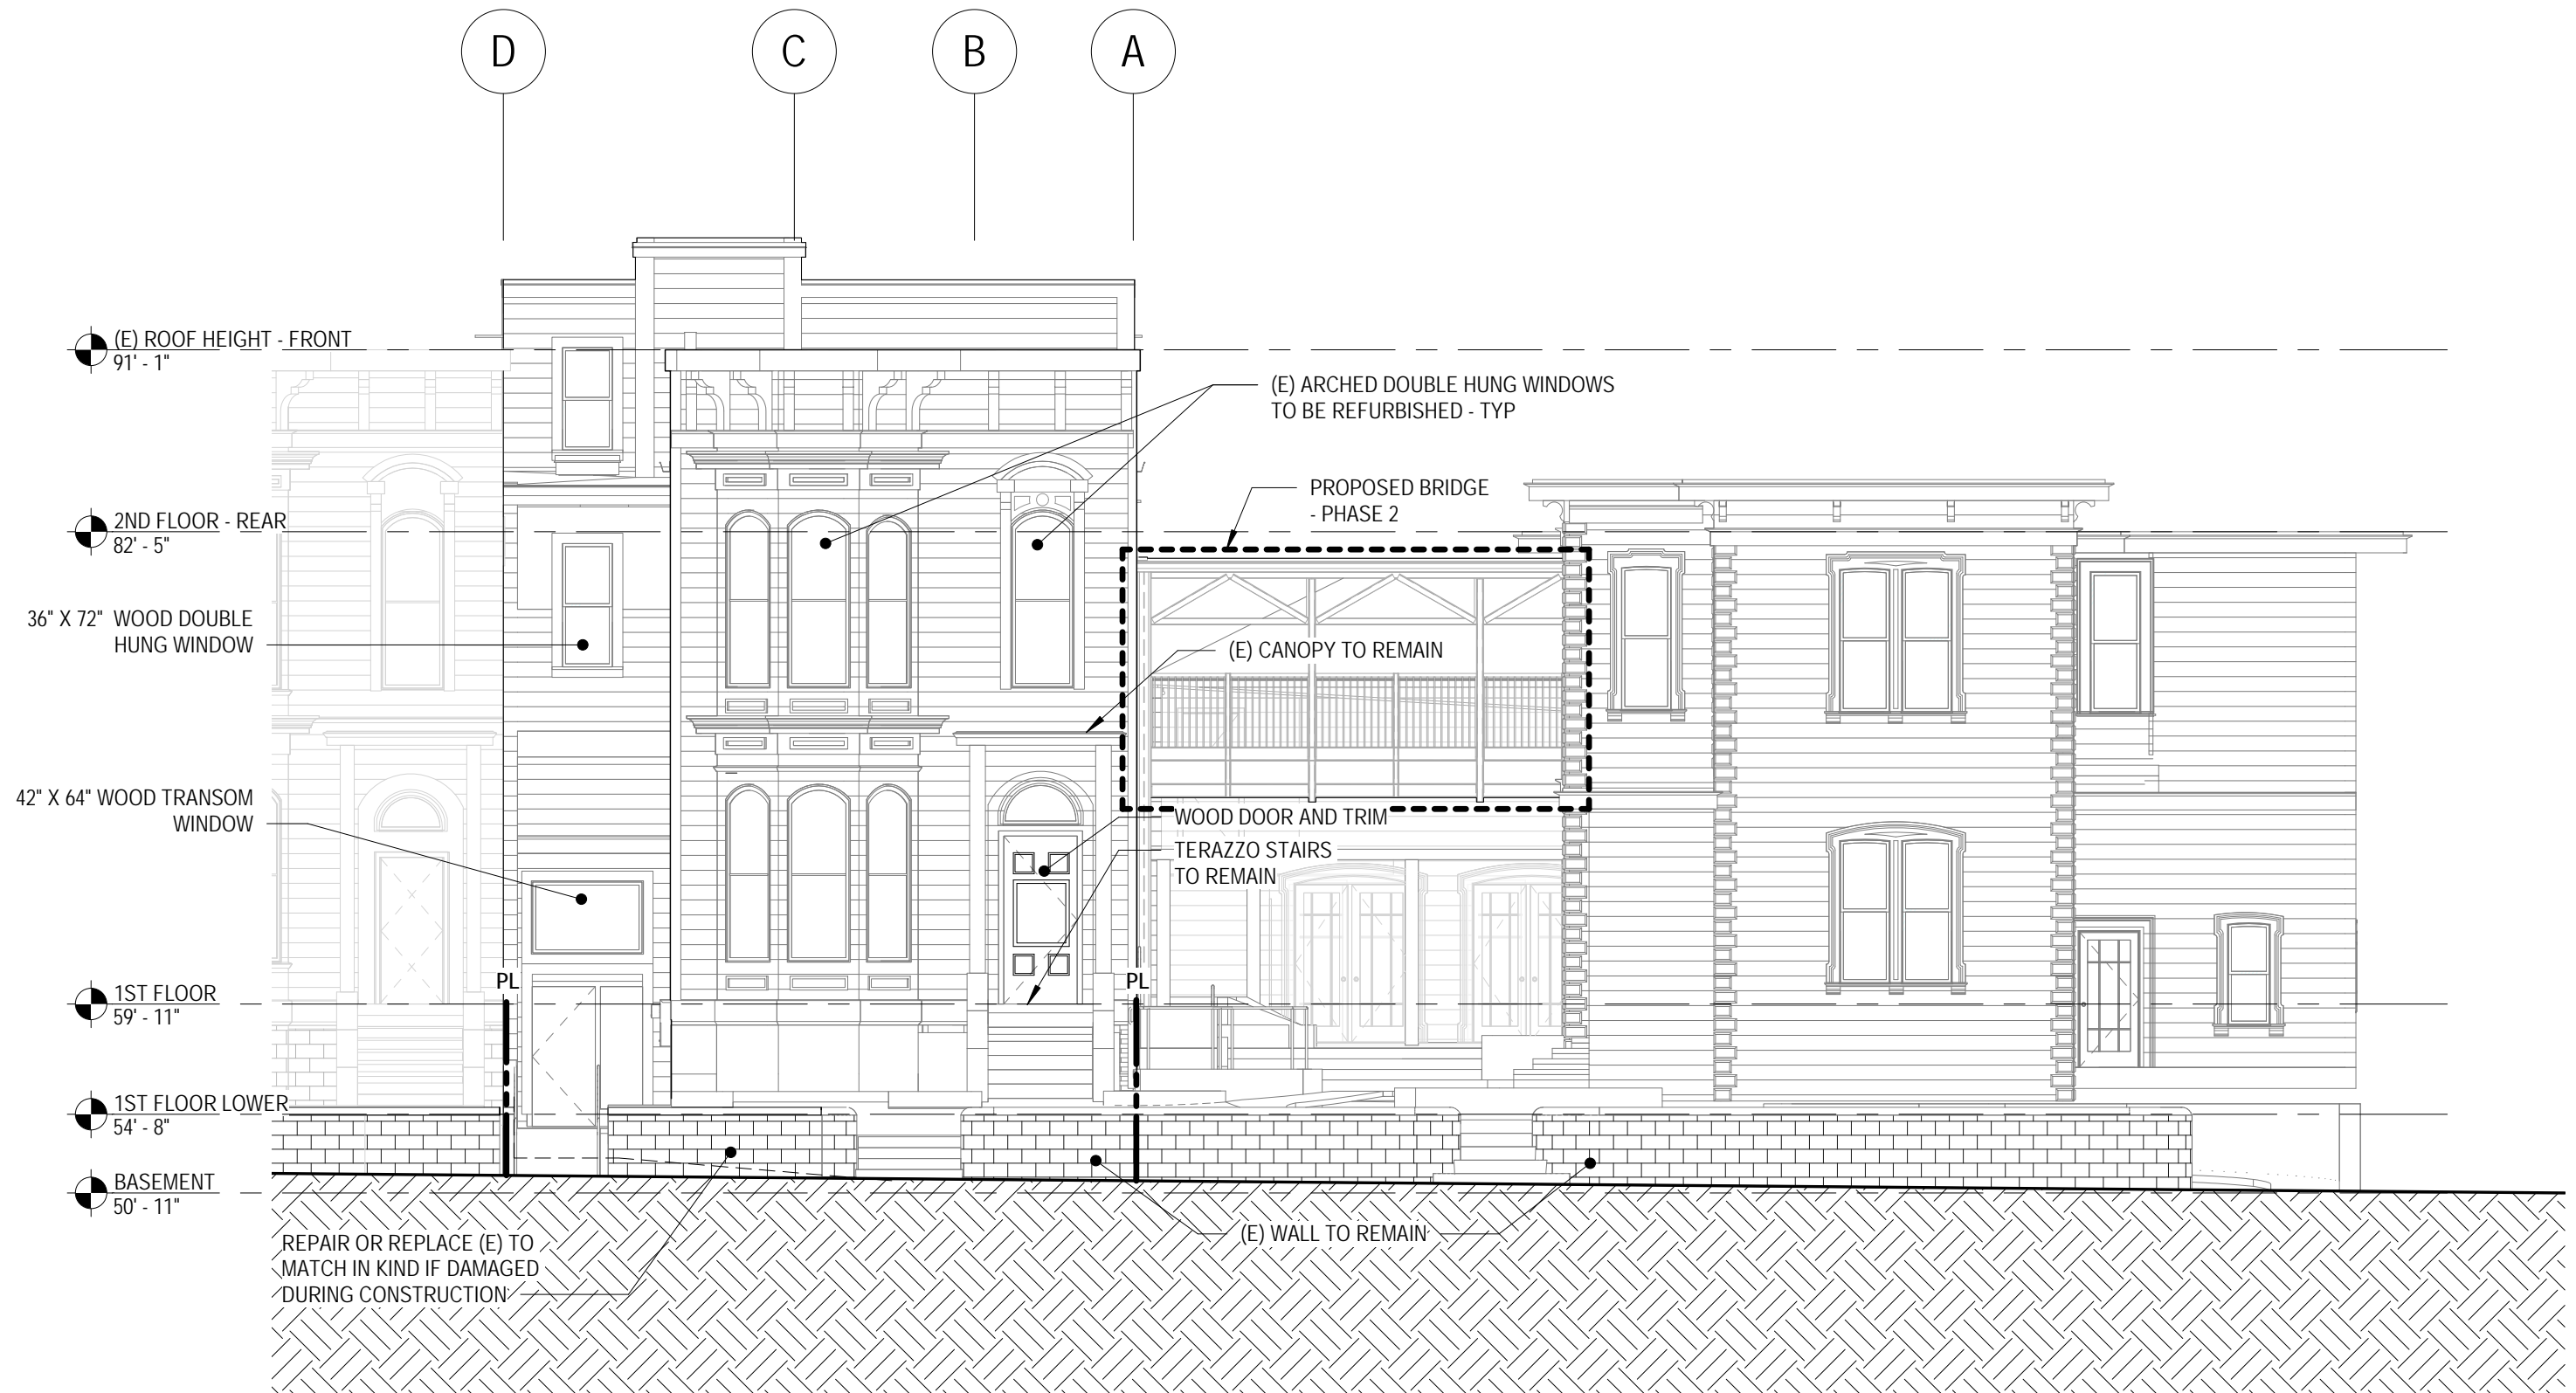 D
C
B
A
(E) ROOF HEIGHT - FRONT
91' - 1"
(E) ARCHED DOUBLE HUNG WINDOWS
TO BE REFURBISHED - TYP
PROPOSED BRIDGE
- PHASE 2
2ND FLOOR - REAR
82' - 5"
36" X 72" WOOD DOUBLE
HUNG WINDOW
(E) CANOPY TO REMAIN
42" X 64" WOOD TRANSOM
WINDOW
WOOD DOOR AND TRIM
TERAZZO STAIRS
TO REMAIN
PL
PL
1ST FLOOR
59' - 11"
1ST FLOOR LOWER
54' - 8"
BASEMENT
50' - 11"
REPAIR OR REPLACE (E) TO
MATCH IN KIND IF DAMAGED
DURING CONSTRUCTION
(E) WALL TO REMAIN